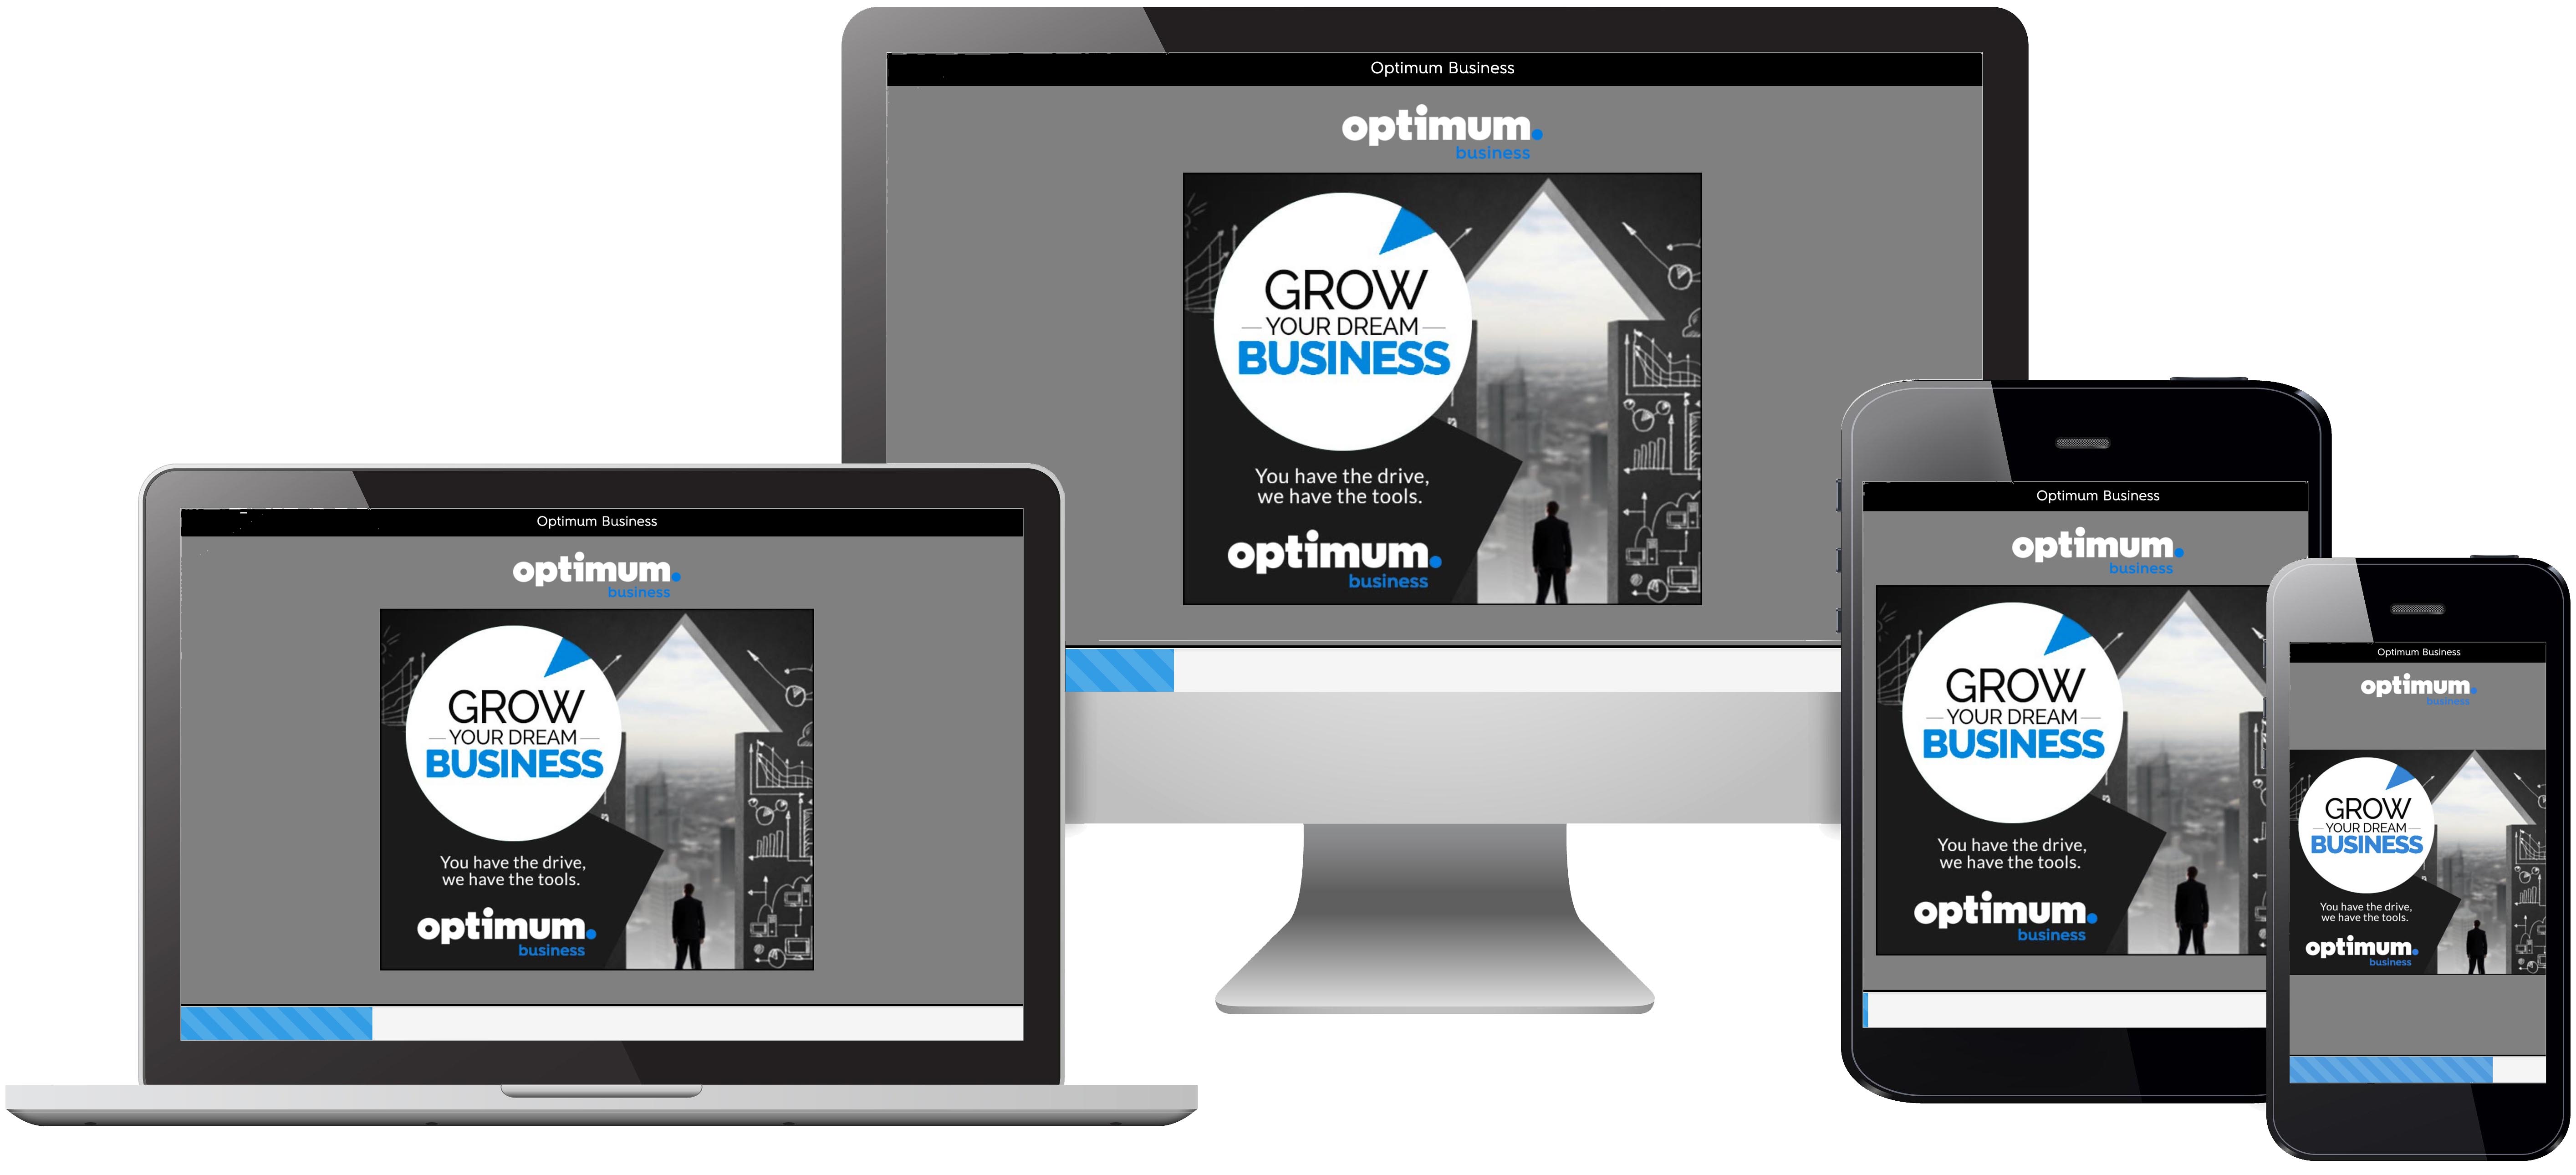 Optimum Business
optimum.
business
GROW
YOUR DREAM
BUSINESS
You have the drive,
we have the tools.
optimum.
business
Optimum Business
optimum.
business
GROW
YOUR DREAM
BUSINESS
You have the drive,
we have the tools.
optimum.
business
Optimum Business
optimum.
business
GROW
YOUR DREAM
BUSINESS
You have the drive,
we have the tools.
optimum.
business
Optimum Business
optimum.
business
GROW
YOUR DREAM
BUSINESS
You have the drive,
we have the tools.
optimum.
business